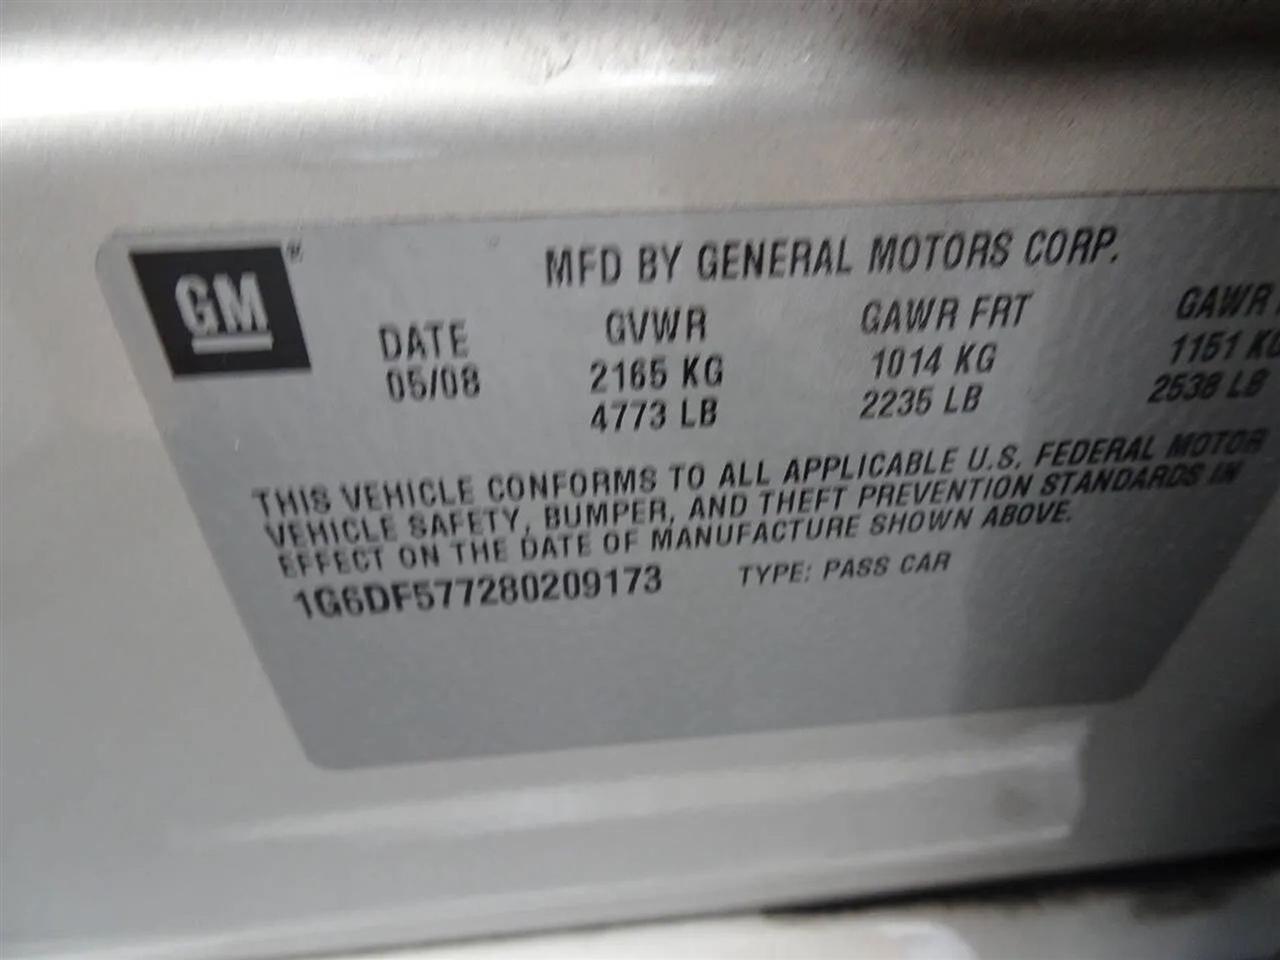 GM®
MFD BY GENERAL MOTORS CORP.
DATE GVWR GAWR FRT GAWR
05/08 2165 KG 1014 KG 1151 KG
4773 LB 2235 LB 2538 LB
THIS VEHICLE CONFORMS TO ALL APPLICABLE U.S. FEDERAL MOTOR
VEHICLE SAFETY, BUMPER, AND THEFT PREVENTION STANDARDS IN
EFFECT ON THE DATE OF MANUFACTURE SHOWN ABOVE.
1G6DF577280209173 TYPE: PASS CAR